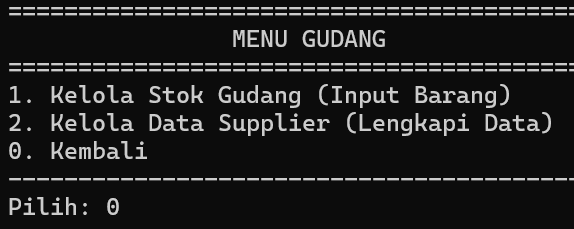 =========================================
MENU GUDANG
=========================================
1. Kelola Stok Gudang (Input Barang)
2. Kelola Data Supplier (Lengkapi Data)
0. Kembali
-----------------------------------------
Pilih: 0